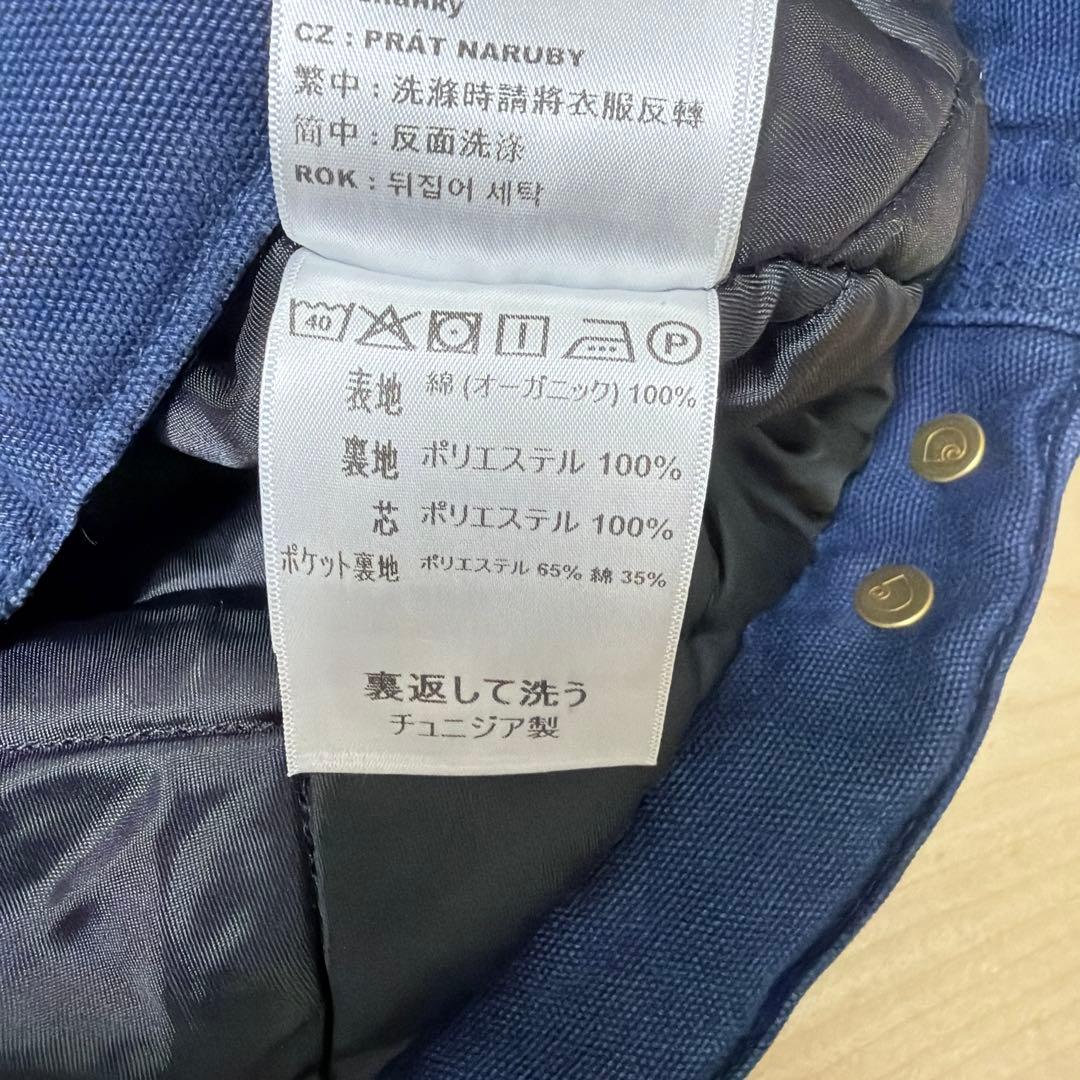 CZ : PRÁT NARUBY
繁中 : 洗滌時請將衣服反轉
简中 : 反面洗涤
ROK : 뒤집어 세탁
40 P
表地 綿 (オーガニック) 100%
裏地 ポリエステル 100%
芯 ポリエステル 100%
ポケット裏地 ポリエステル 65% 綿 35%
裏返して洗う
チュニジア製